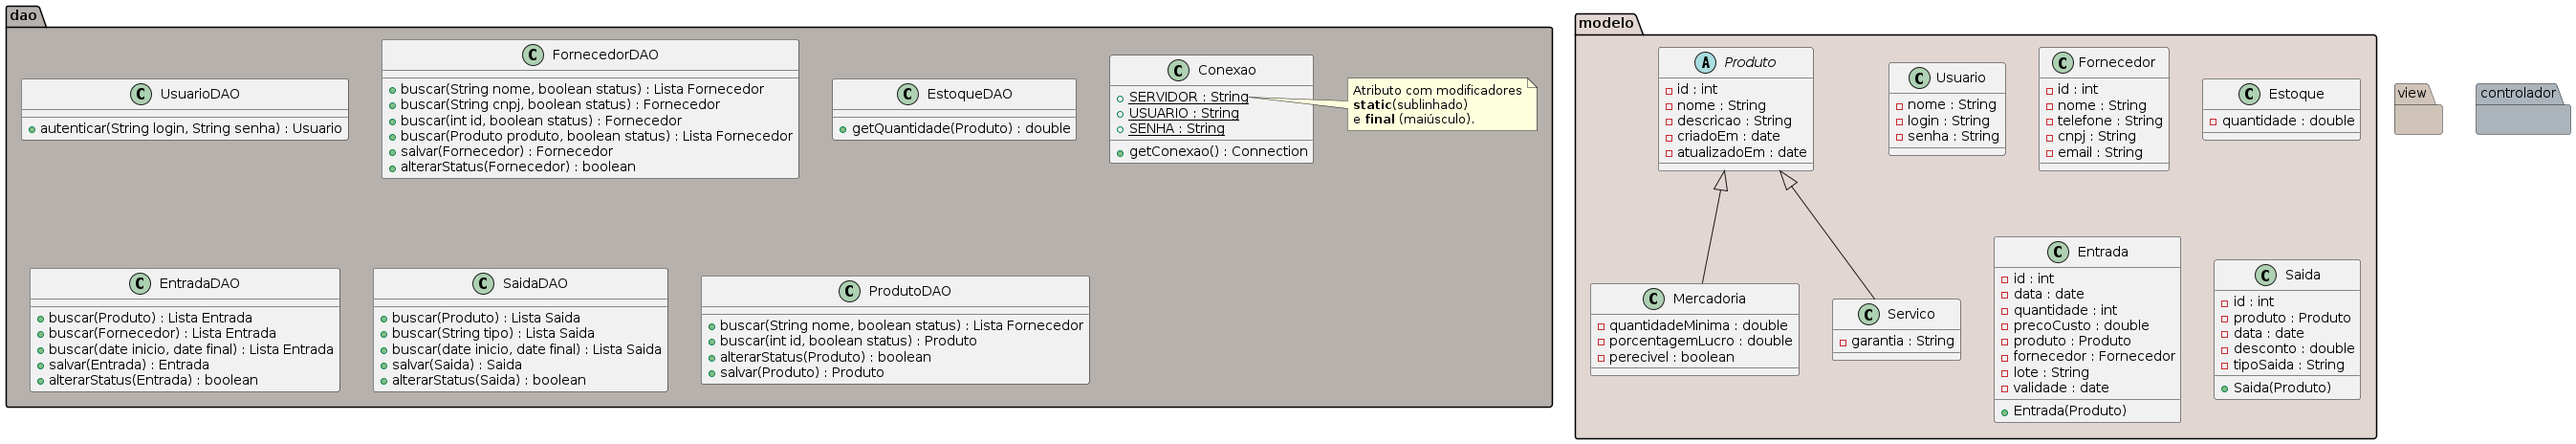 dao
C UsuarioDAO
autenticar(String login, String senha) : Usuario
C FornecedorDAO
buscar(String nome, boolean status) : Lista Fornecedor
buscar(String cnpj, boolean status) : Fornecedor
buscar(int id, boolean status) : Fornecedor
buscar(Produto produto, boolean status) : Lista Fornecedor
salvar(Fornecedor) : Fornecedor
alterarStatus(Fornecedor) : boolean
C EstoqueDAO
getQuantidade(Produto) : double
C Conexao
SERVIDOR : String
USUARIO : String
SENHA : String
getConexao() : Connection
Atributo com modificadores
static(sublinhado)
e final (maiúsculo).
C EntradaDAO
buscar(Produto) : Lista Entrada
buscar(Fornecedor) : Lista Entrada
buscar(date inicio, date final) : Lista Entrada
salvar(Entrada) : Entrada
alterarStatus(Entrada) : boolean
C SaidaDAO
buscar(Produto) : Lista Saida
buscar(String tipo) : Lista Saida
buscar(date inicio, date final) : Lista Saida
salvar(Saida) : Saida
alterarStatus(Saida) : boolean
C ProdutoDAO
buscar(String nome, boolean status) : Lista Fornecedor
buscar(int id, boolean status) : Produto
alterarStatus(Produto) : boolean
salvar(Produto) : Produto
modelo
A Produto
id : int
nome : String
descricao : String
criadoEm : date
atualizadoEm : date
C Usuario
nome : String
login : String
senha : String
C Fornecedor
id : int
nome : String
telefone : String
cnpj : String
email : String
C Estoque
quantidade : double
C Mercadoria
quantidadeMinima : double
porcentagemLucro : double
perecivel : boolean
C Servico
garantia : String
C Entrada
id : int
data : date
quantidade : int
precoCusto : double
produto : Produto
fornecedor : Fornecedor
lote : String
validade : date
Entrada(Produto)
C Saida
id : int
produto : Produto
data : date
desconto : double
tipoSaida : String
Saida(Produto)
view
controlador